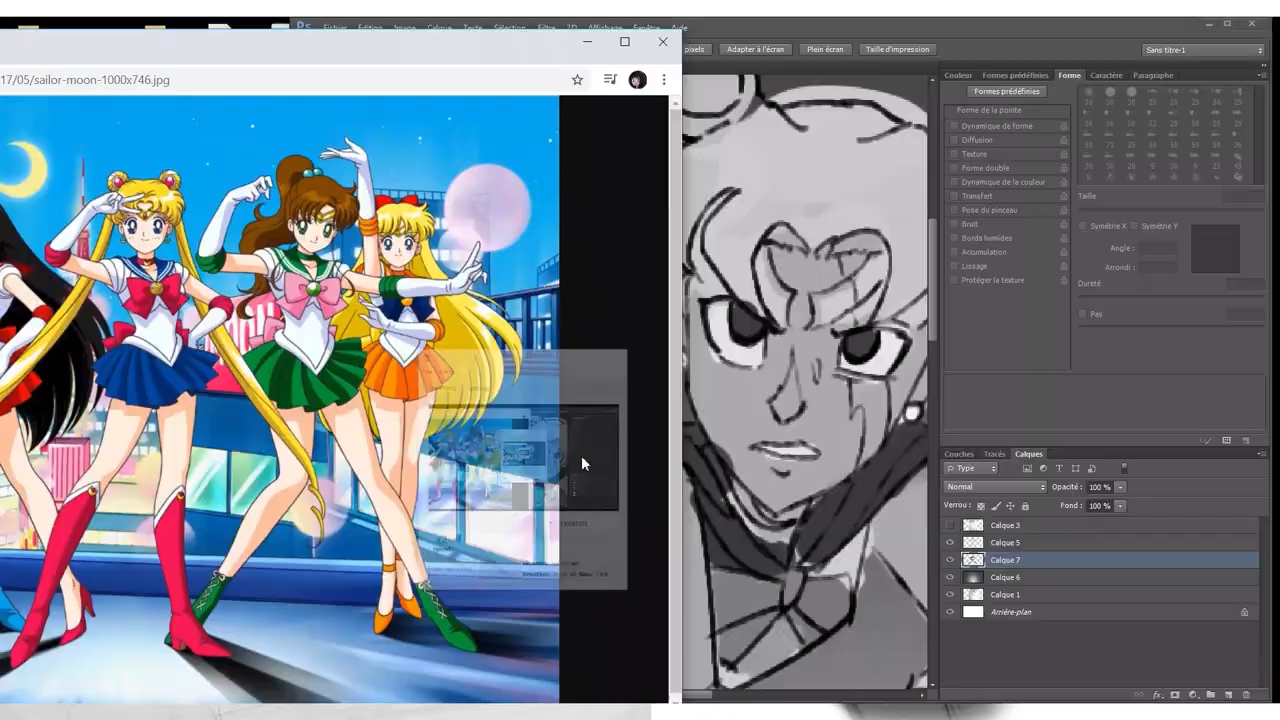 Ps Fichier Edition Image Calque Texte Sélection Filtre 3D Affichage Fenêtre Aide
17/05/sailor-moon-1000x746.jpg
pixels Adapter à l'écran Plein écran Taille d'impression Sans titre-1
Couleur Formes prédéfinies Forme Caractère Paragraphe
Formes prédéfinies
Forme de la pointe
Dynamique de forme
Diffusion
Texture
Forme double
Dynamique de la couleur
Transfert
Pose du pinceau
Bruit
Bords humides
Accumulation
Lissage
Protéger la texture
Taille
Symétrie X Symétrie Y
Angle :
Arrondi :
Dureté
Pas
Couches Tracés Calques
Type
Normal Opacité : 100 %
Verrou : Fond : 100 %
Calque 3
Calque 5
Calque 7
Calque 6
Calque 1
Arrière-plan